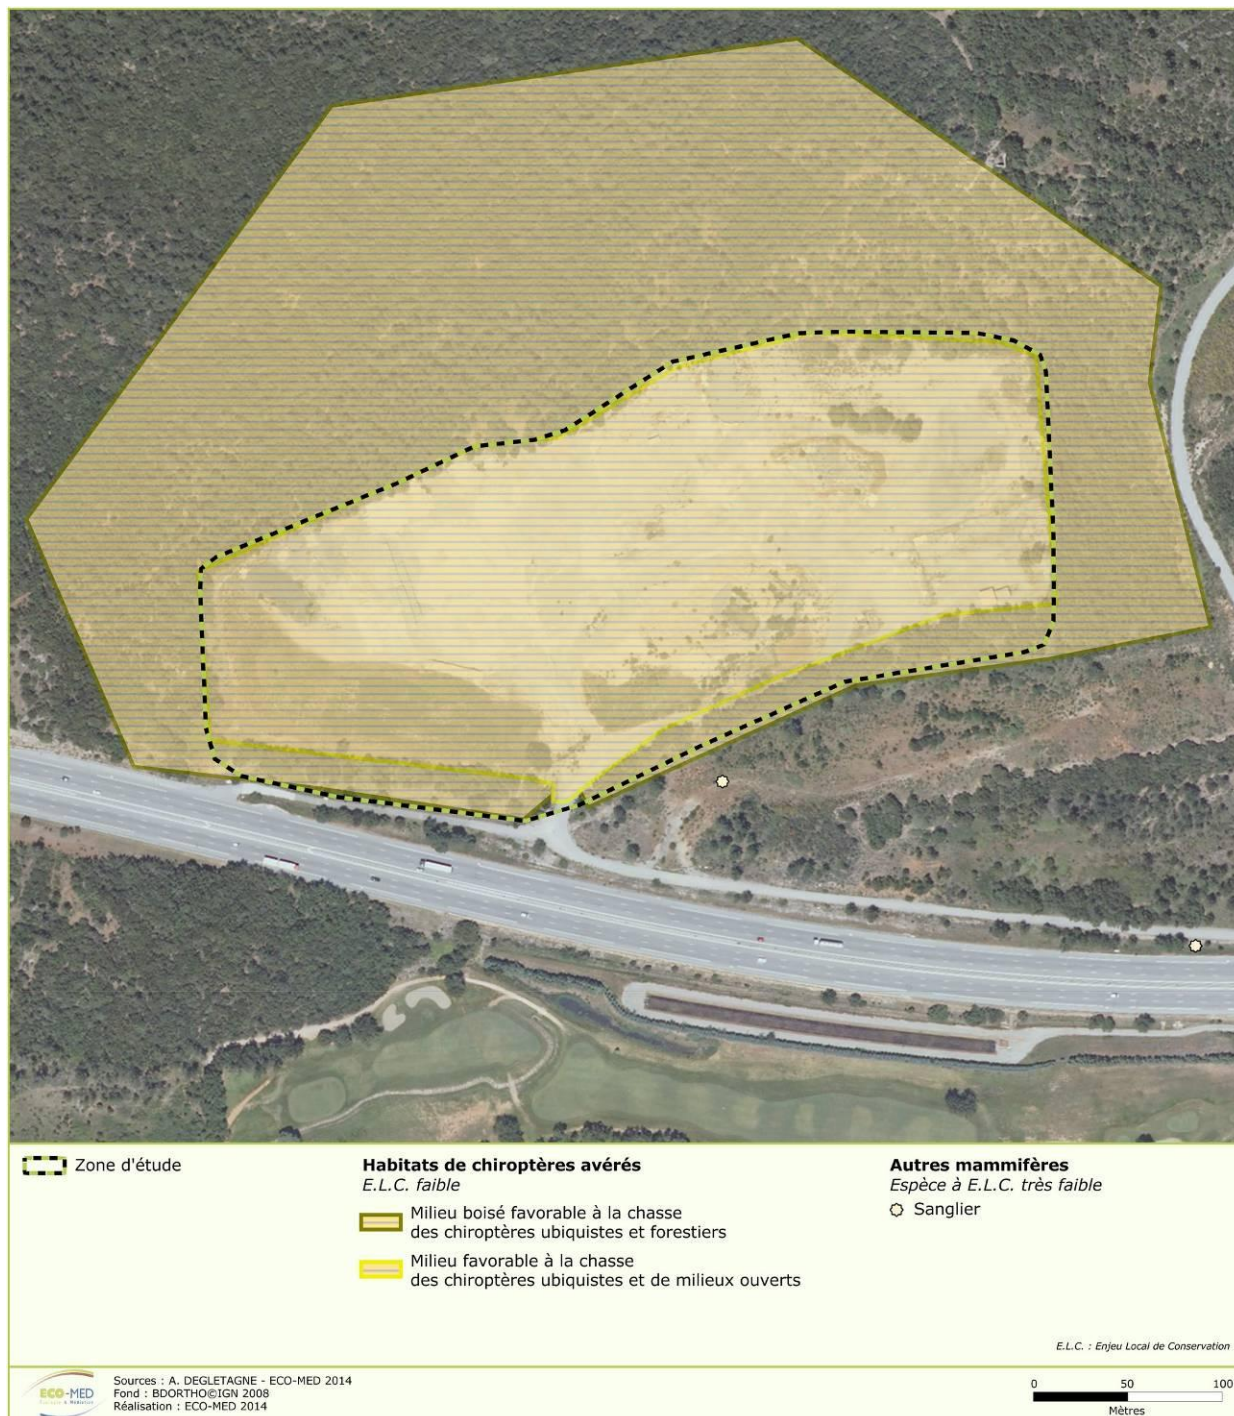 Zone d'étude
Habitats de chiroptères avérés
E.L.C. faible
Milieu boisé favorable à la chasse
des chiroptères ubiquistes et forestiers
Milieu favorable à la chasse
des chiroptères ubiquistes et de milieux ouverts
Autres mammifères
Espèce à E.L.C. très faible
Sanglier
E.L.C. : Enjeu Local de Conservation
ECO-MED
Sources : A. DEGLETAGNE - ECO-MED 2014
Fond : BDORTHO©IGN 2008
Réalisation : ECO-MED 2014
0 50 100
Mètres